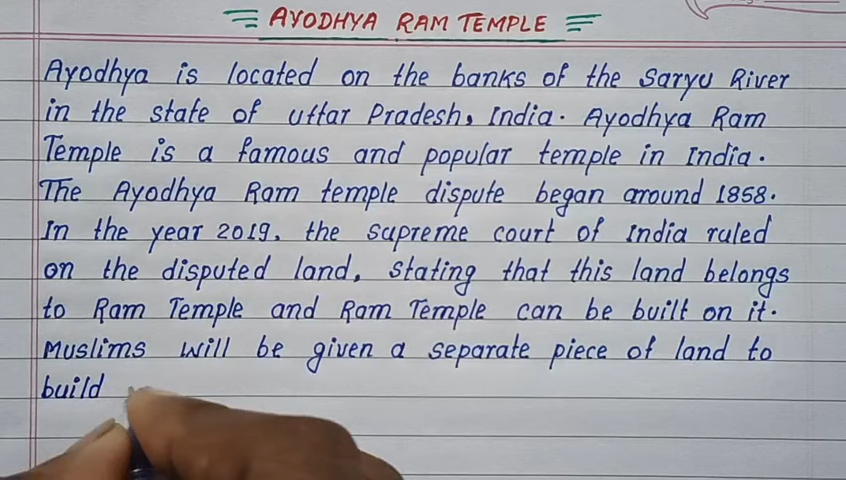 AYODHYA RAM TEMPLE
Ayodhya is located on the banks of the Saryu River
in the state of Uttar Pradesh, India. Ayodhya Ram
Temple is a famous and popular temple in India.
The Ayodhya Ram temple dispute began around 1858.
In the year 2019, the supreme court of India ruled
on the disputed land, stating that this land belongs
to Ram Temple and Ram Temple can be built on it.
Muslims will be given a separate piece of land to
build